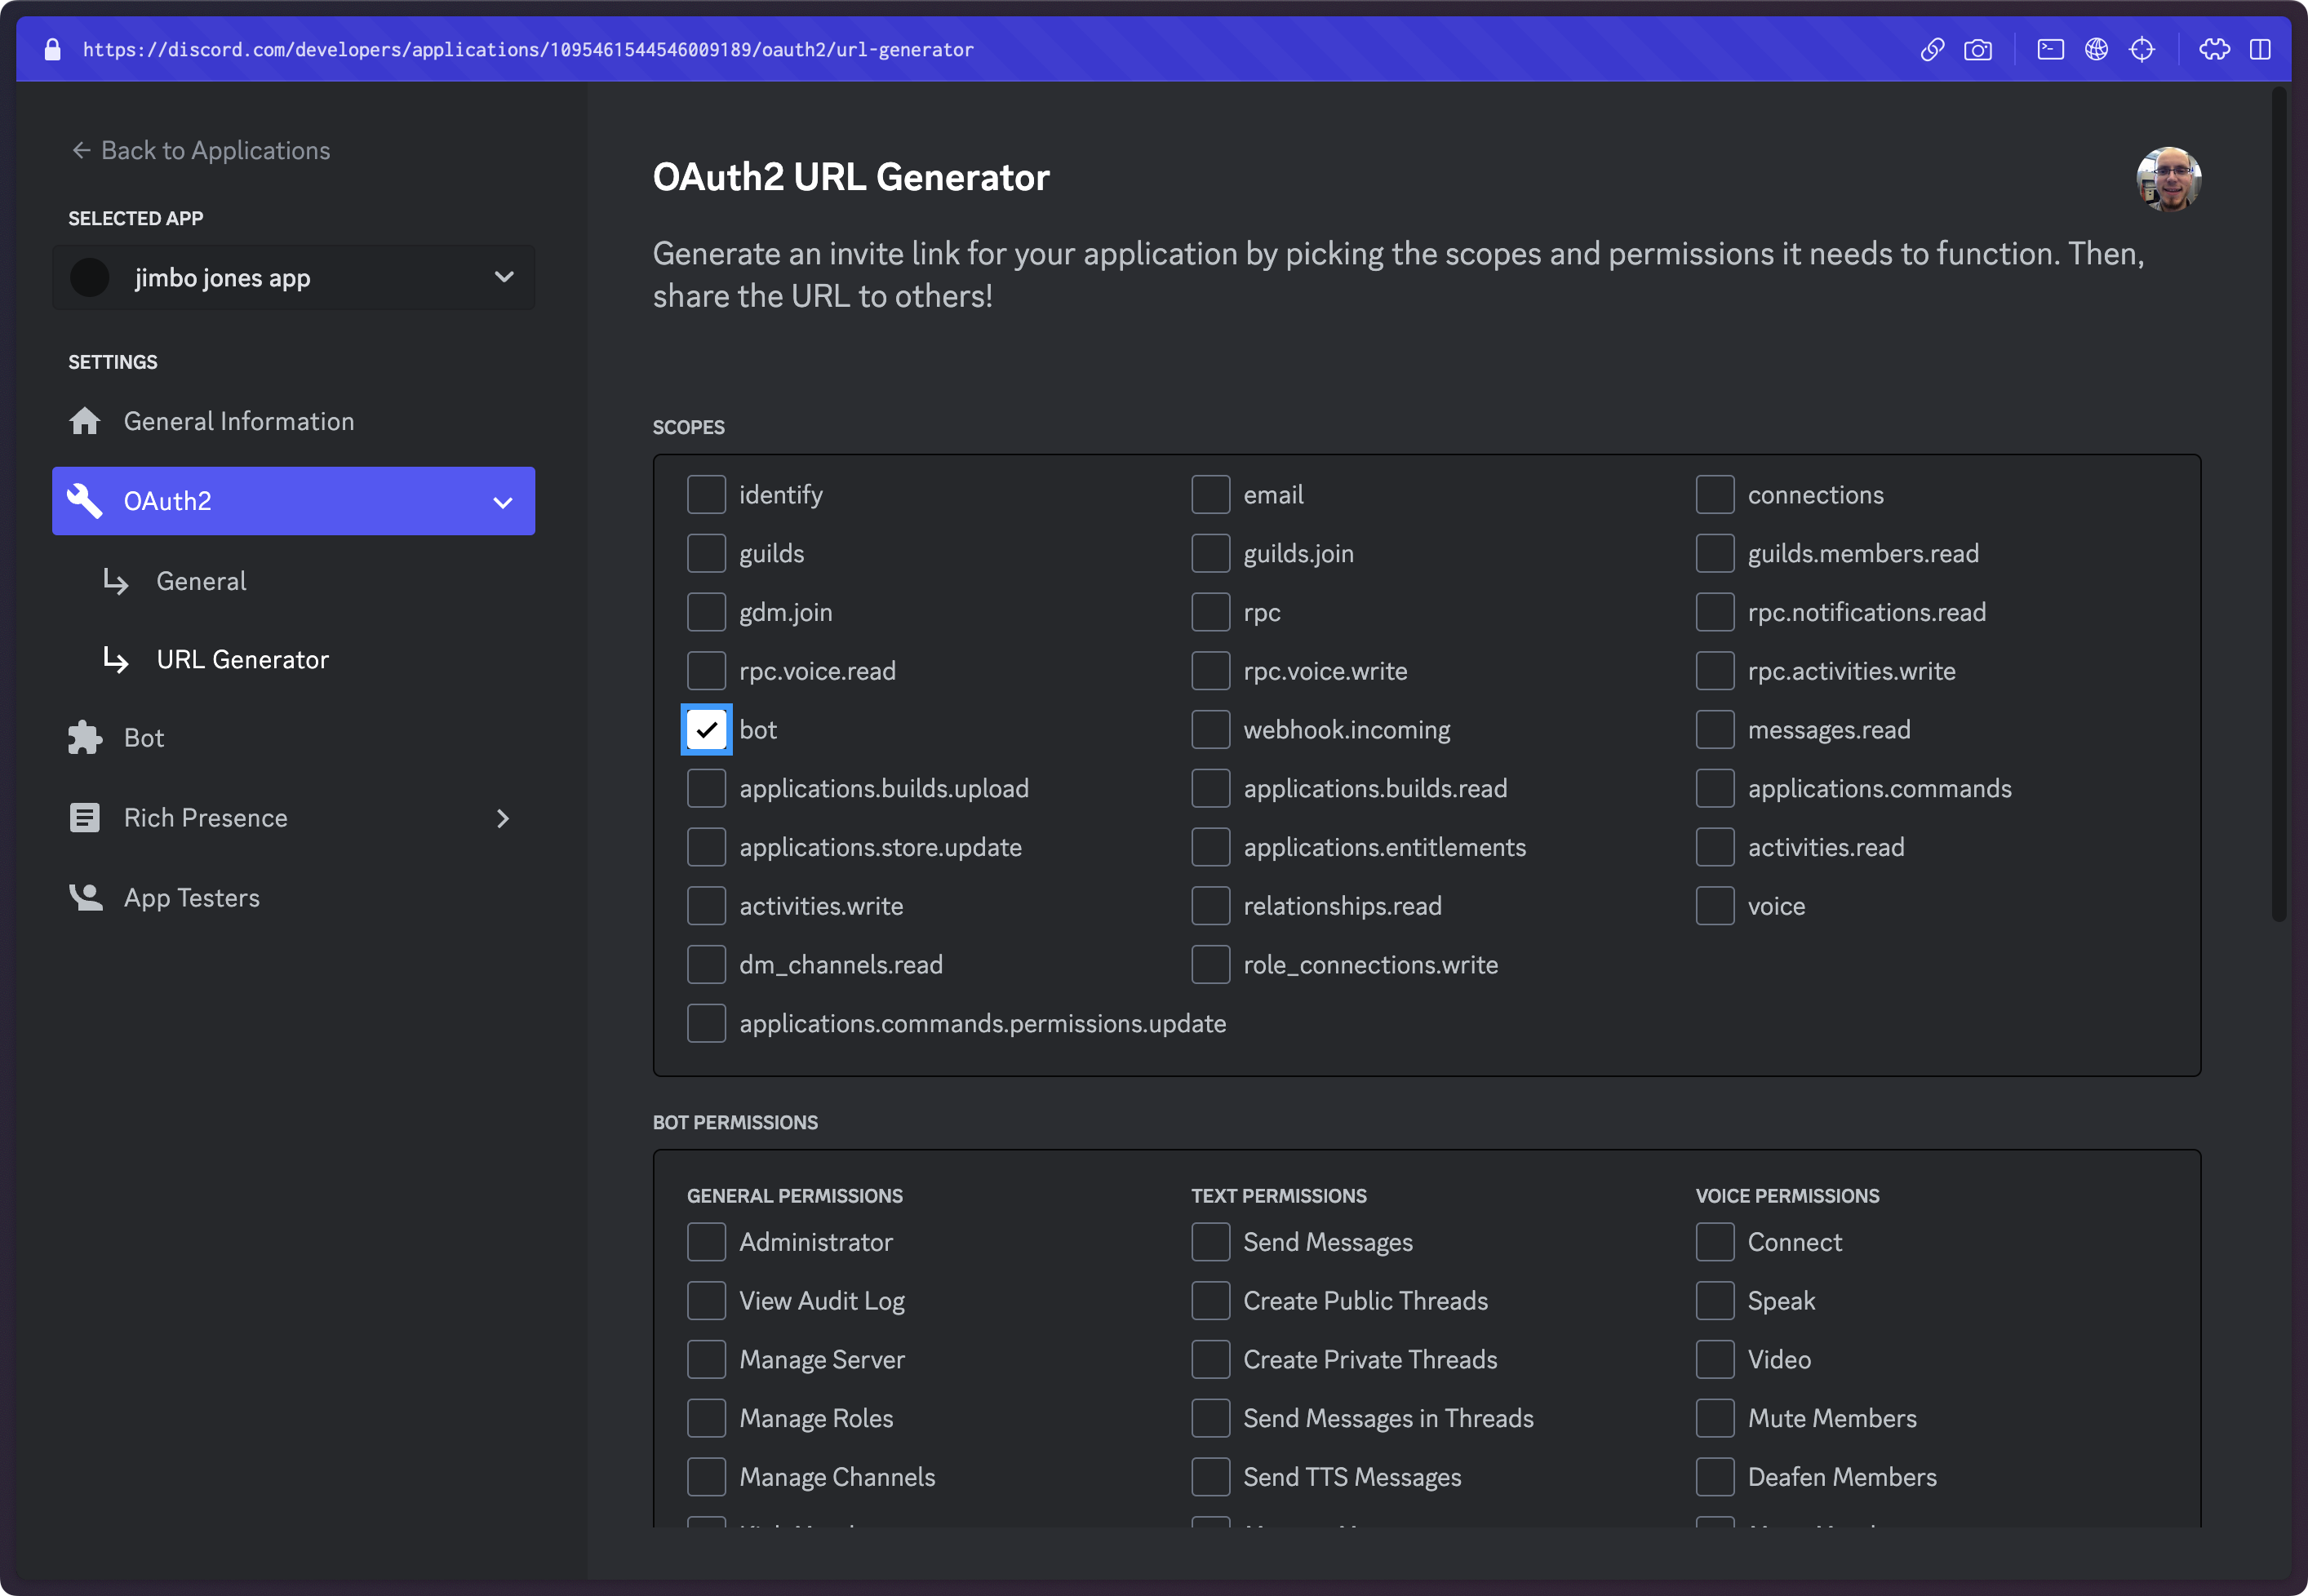 https://discord.com/developers/applications/1095461544546009189/oauth2/url-generator
Back to Applications
SELECTED APP
jimbo jones app
SETTINGS
General Information
OAuth2
General
URL Generator
Bot
Rich Presence
App Testers
OAuth2 URL Generator
Generate an invite link for your application by picking the scopes and permissions it needs to function. Then,
share the URL to others!
SCOPES
identify
email
connections
guilds
guilds.join
guilds.members.read
gdm.join
rpc
rpc.notifications.read
rpc.voice.read
rpc.voice.write
rpc.activities.write
bot
webhook.incoming
messages.read
applications.builds.upload
applications.builds.read
applications.commands
applications.store.update
applications.entitlements
activities.read
activities.write
relationships.read
voice
dm_channels.read
role_connections.write
applications.commands.permissions.update
BOT PERMISSIONS
GENERAL PERMISSIONS
TEXT PERMISSIONS
VOICE PERMISSIONS
Administrator
Send Messages
Connect
View Audit Log
Create Public Threads
Speak
Manage Server
Create Private Threads
Video
Manage Roles
Send Messages in Threads
Mute Members
Manage Channels
Send TTS Messages
Deafen Members